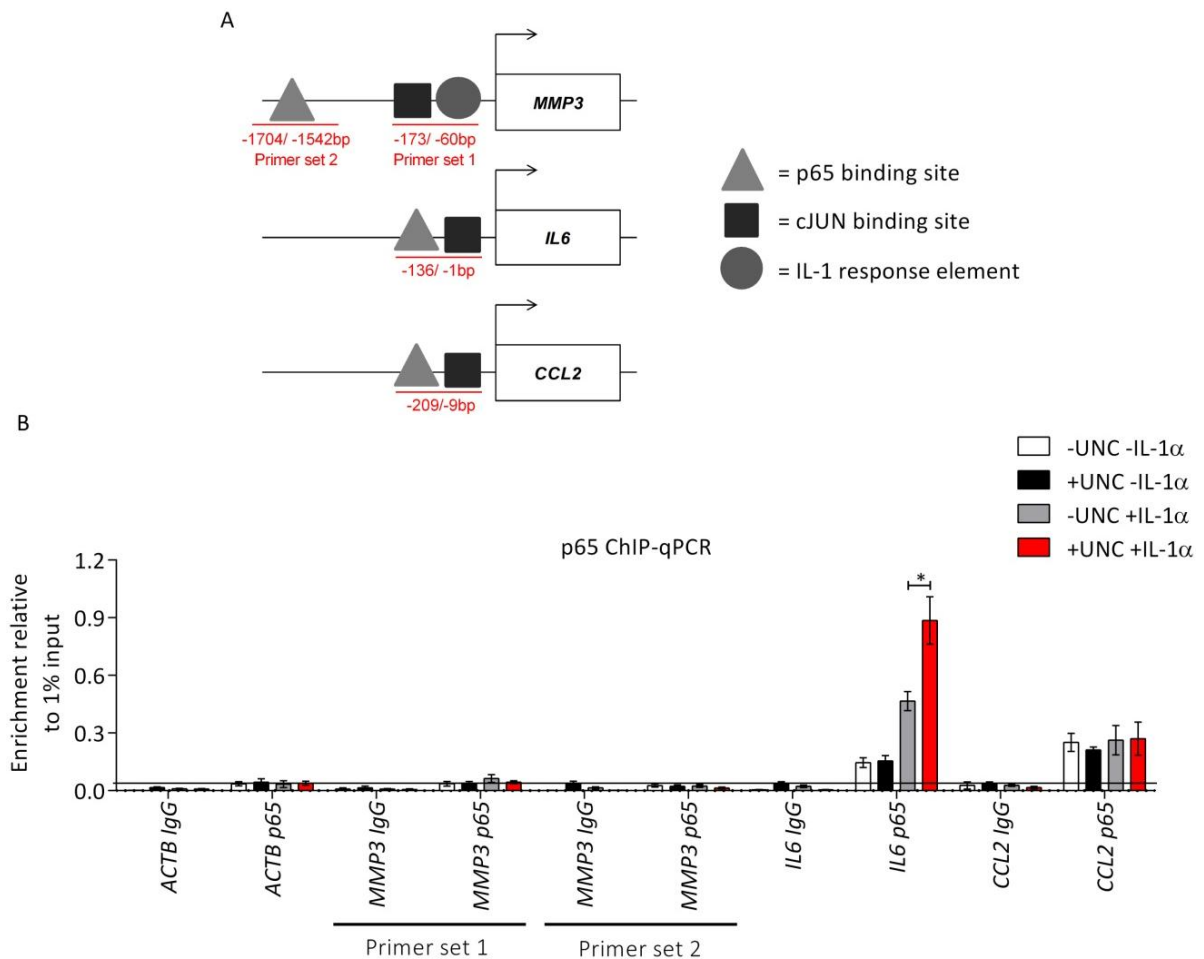 A
MMP3
-1704/ -1542bp
Primer set 2
-173/ -60bp
Primer set 1
IL6
-136/ -1bp
CCL2
-209/-9bp
= p65 binding site
= cJUN binding site
= IL-1 response element
B
-UNC -IL-1α
+UNC -IL-1α
-UNC +IL-1α
+UNC +IL-1α
p65 ChIP-qPCR
Enrichment relative
to 1% input
1.2
0.9
0.6
0.3
0.0
*
ACTB IgG
ACTB p65
MMP3 IgG
MMP3 p65
MMP3 IgG
MMP3 p65
IL6 IgG
IL6 p65
CCL2 IgG
CCL2 p65
Primer set 1
Primer set 2